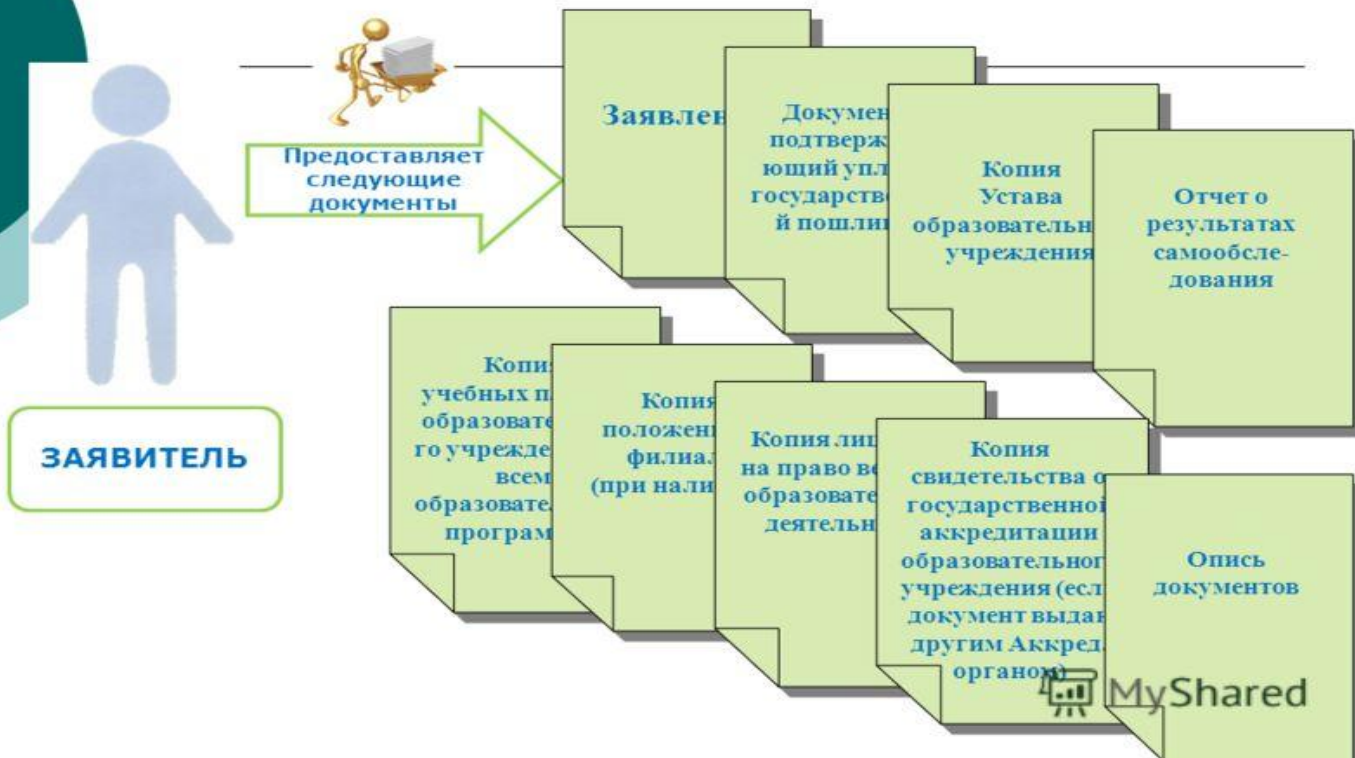 Предоставляет
следующие
документы
ЗАЯВИТЕЛЬ
Заявлен
Докумен
подтверж
ющий упл
государстве
й пошли
Копия
Устава
образовательн
учреждения
Отчет о
результатах
самообсле-
дования
Копи
учебных п
образовате
го учрежде
всем
образовател
програм
Копия
положен
филиал
(при нали
Копия лиц
на право ве
образовате
деятельн
Копия
свидетельства о
государственной
аккредитации
образовательног
учреждения (есл
документ выдан
другим Аккред.
органом)
Опись
документов
MyShared